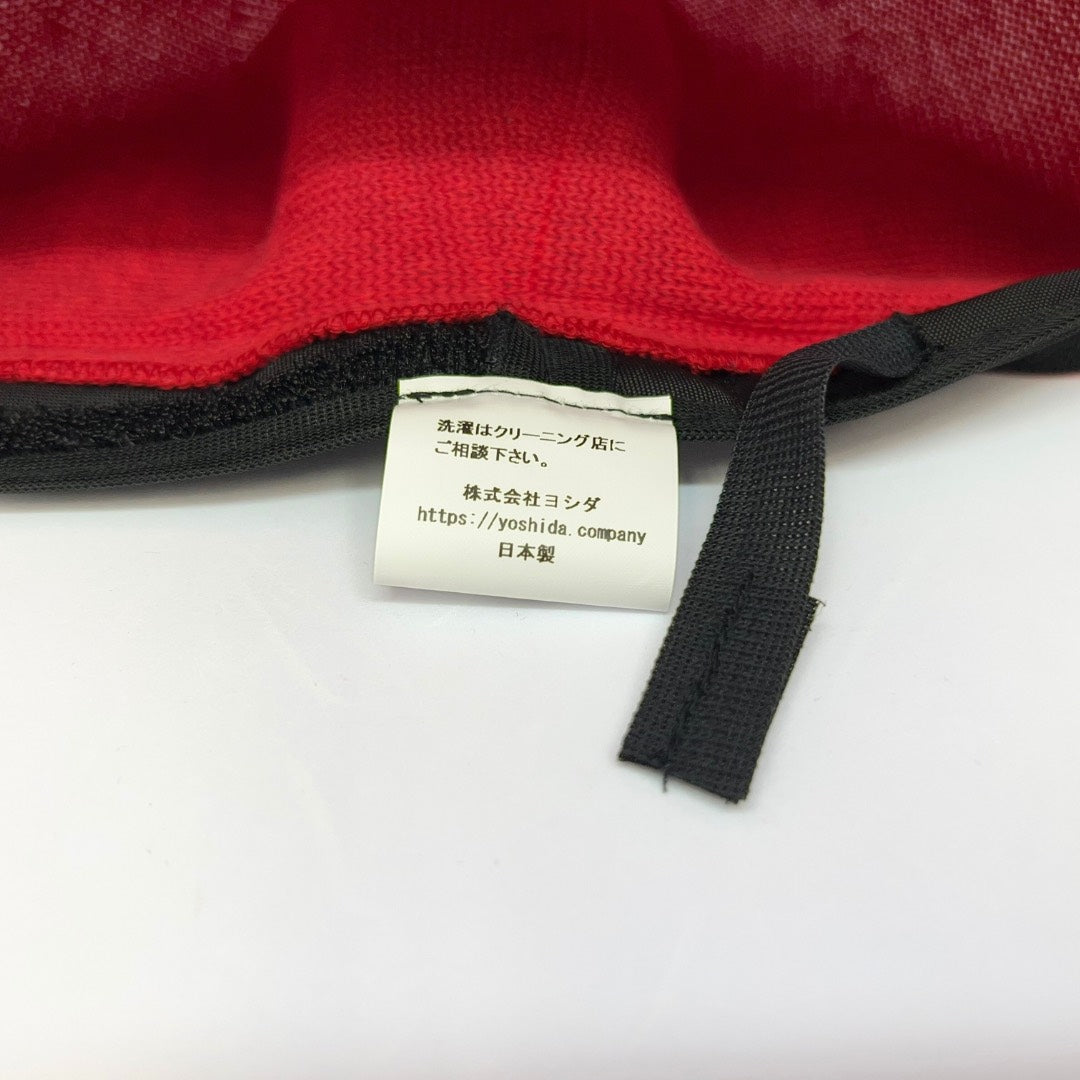 洗濯はクリーニング店に
ご相談下さい。
株式会社ヨシダ
https://yoshida.company
日本製